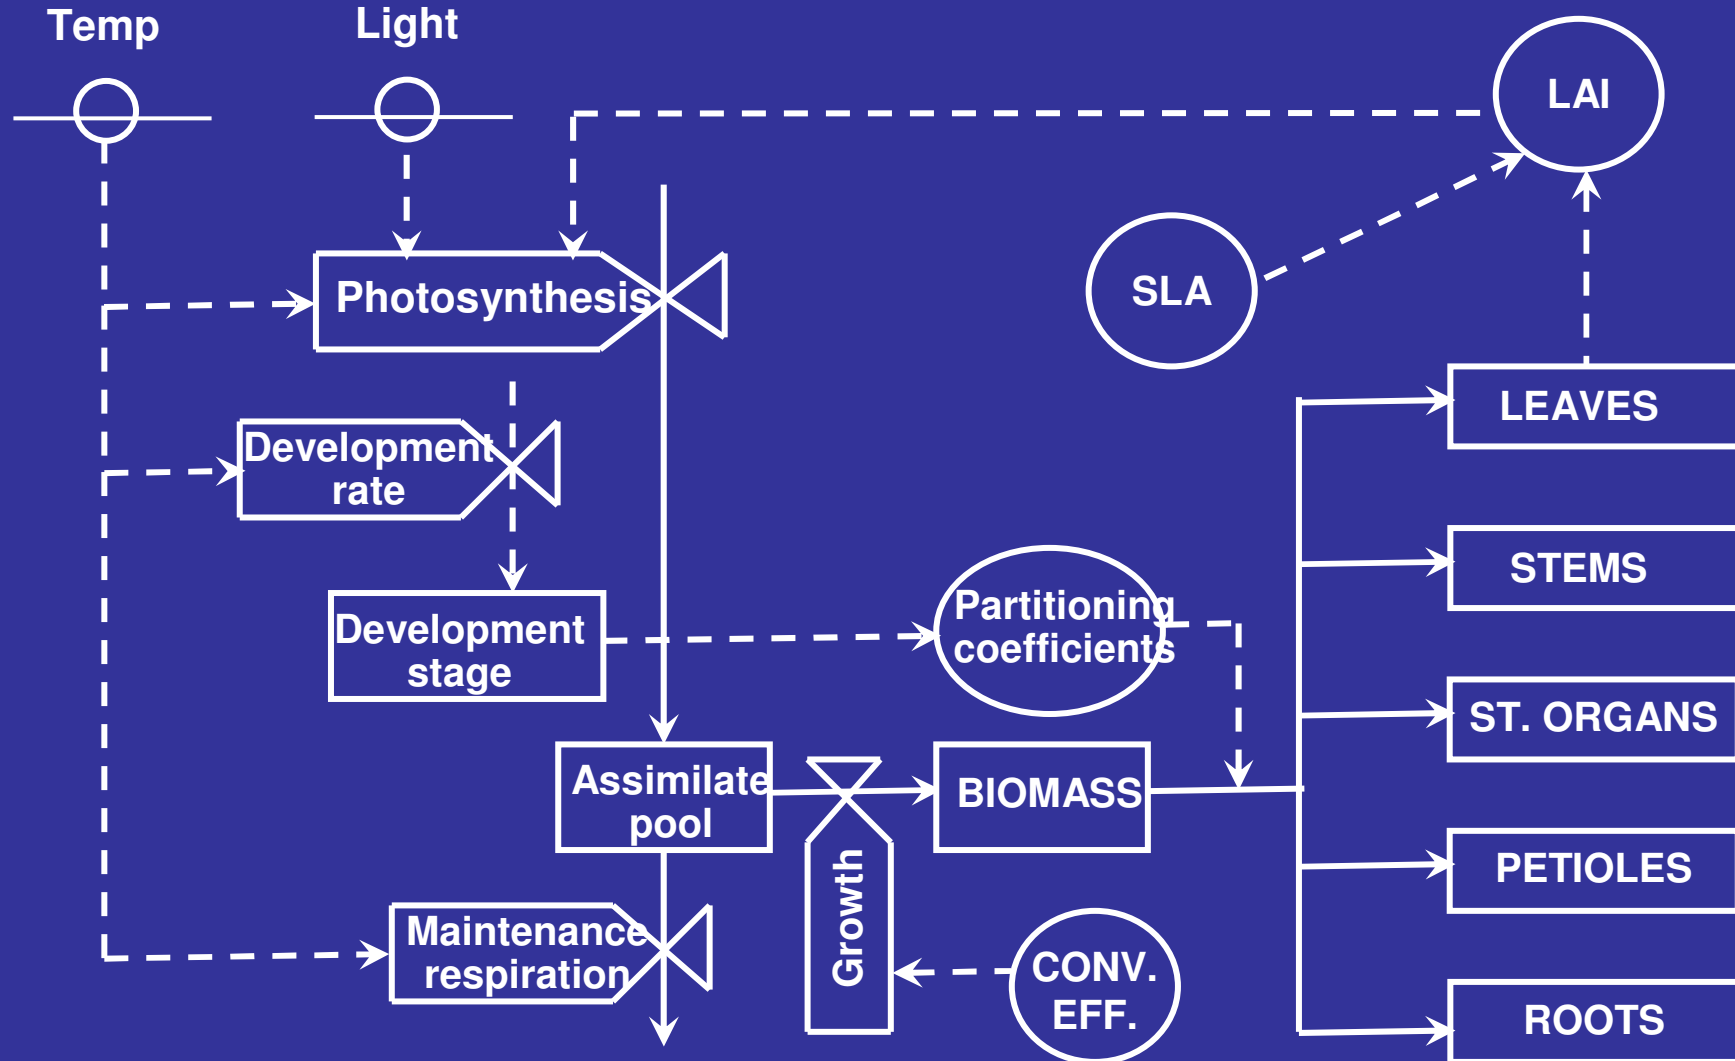 Temp
Light
LAI
SLA
Photosynthesis
LEAVES
Development
rate
STEMS
Partitioning
coefficients
Development
stage
ST. ORGANS
Assimilate
pool
BIOMASS
PETIOLES
Growth
Maintenance
respiration
CONV.
EFF.
ROOTS